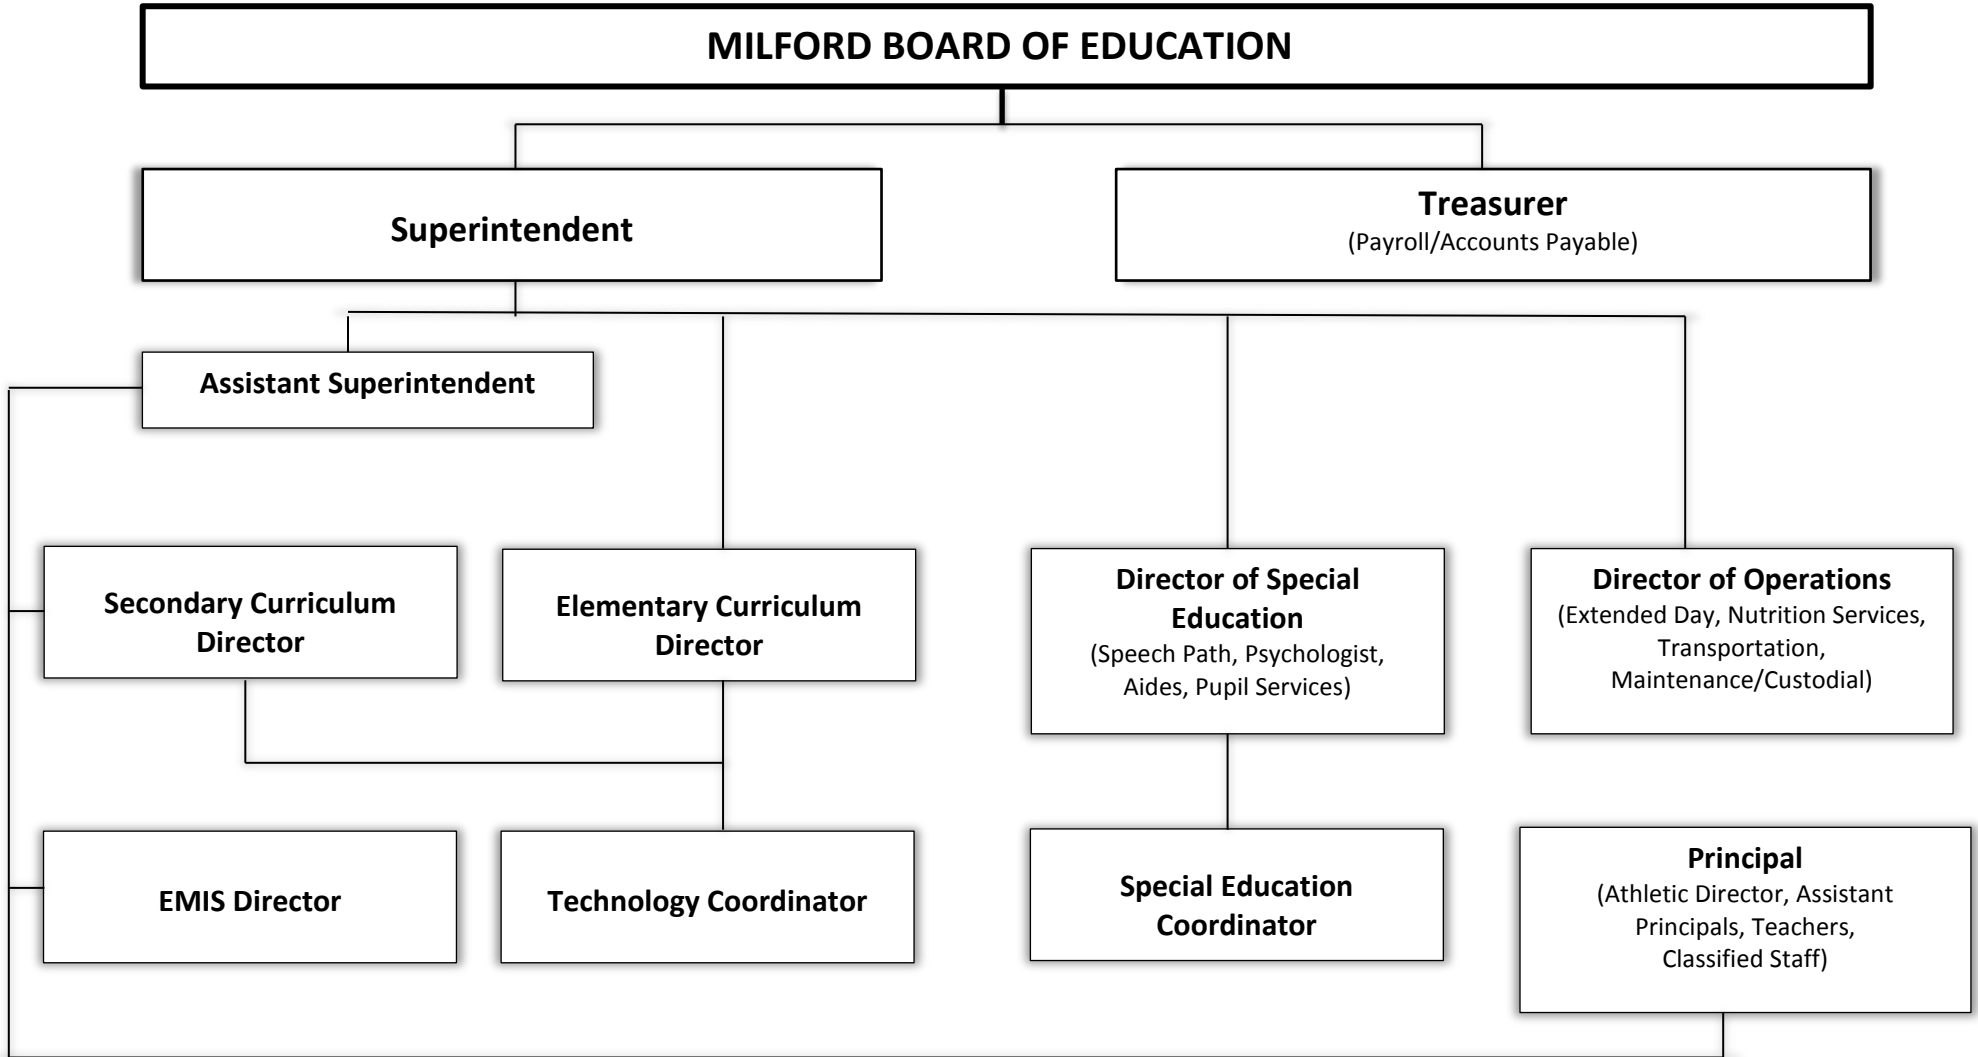 MILFORD BOARD OF EDUCATION
Superintendent
Treasurer
(Payroll/Accounts Payable)
Assistant Superintendent
Secondary Curriculum
Director
Elementary Curriculum
Director
Director of Special
Education
(Speech Path, Psychologist,
Aides, Pupil Services)
Director of Operations
(Extended Day, Nutrition Services,
Transportation,
Maintenance/Custodial)
EMIS Director
Technology Coordinator
Special Education
Coordinator
Principal
(Athletic Director, Assistant
Principals, Teachers,
Classified Staff)